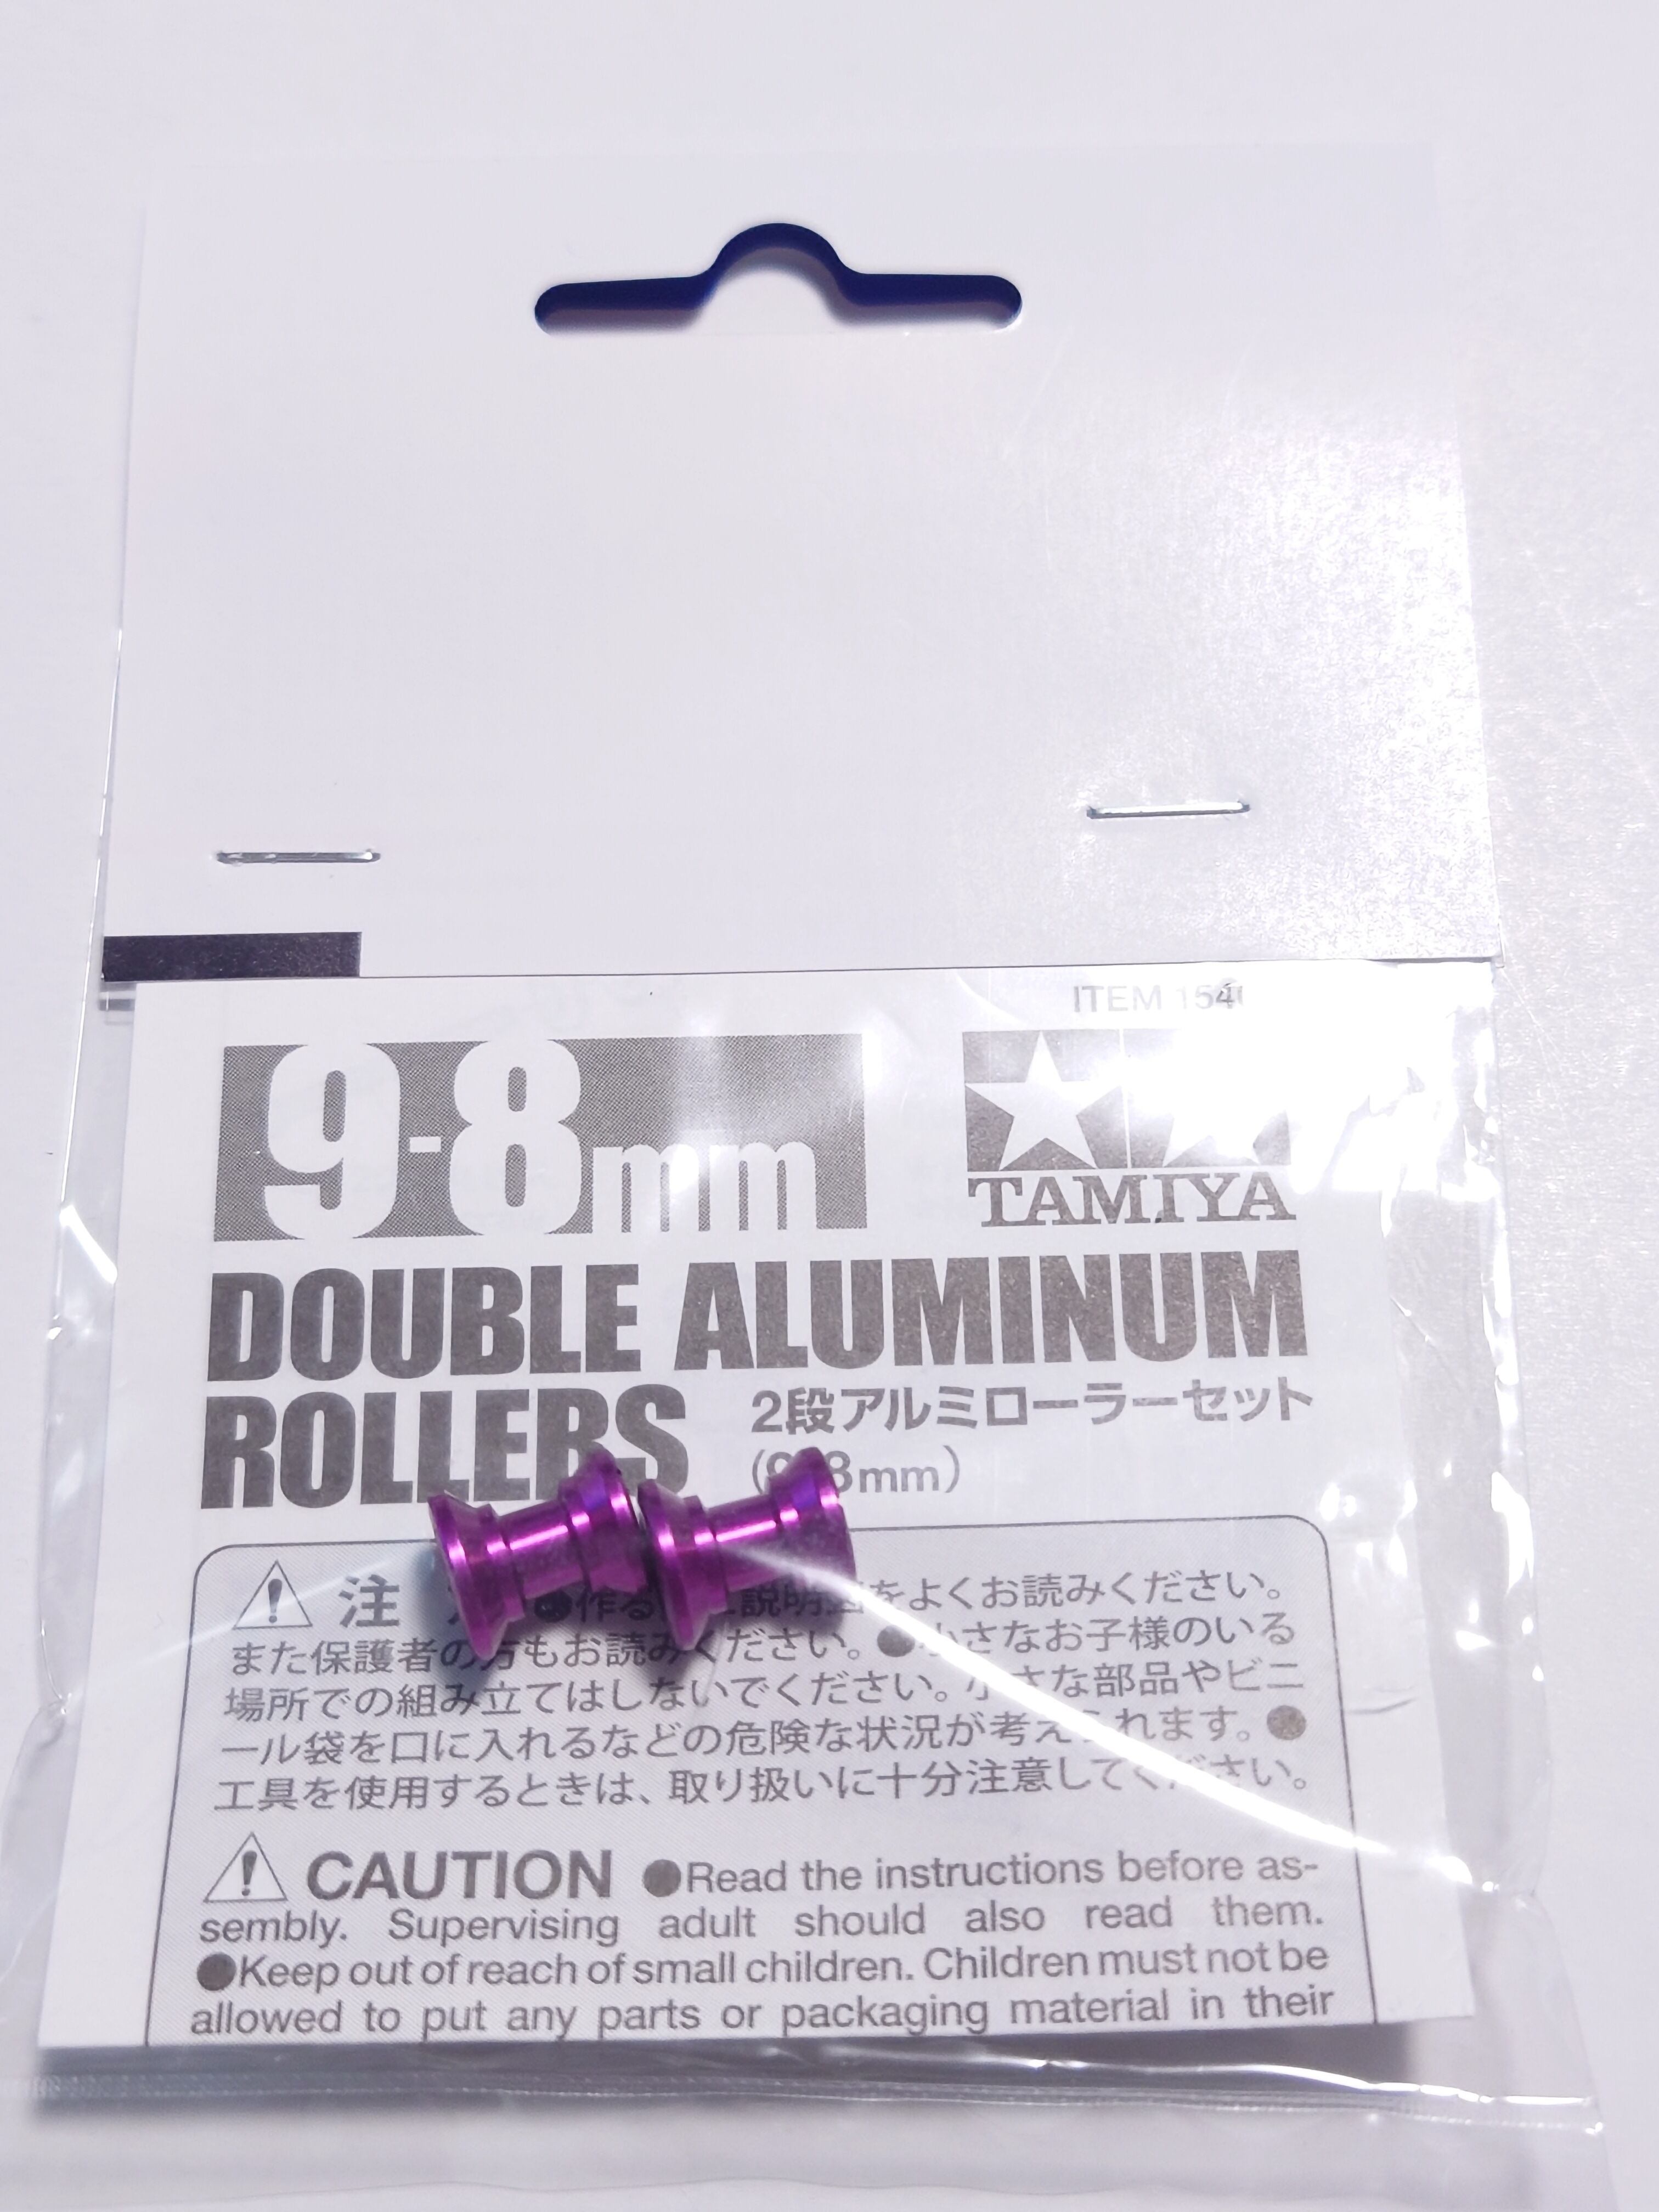 ITEM
9-8mm
TAMIYA
DOUBLE ALUMINUM
ROLLERS
2段アルミローラーセット
mm)
注 をよくお読みください。
また保護者の方もお読みください。●小さなお子様のいる
場所での組み立てはしないでください。小さな部品やビニ
ール袋を口に入れるなどの危険な状況が考えられます。●
工具を使用するときは、取り扱いに十分注意してください。
CAUTION ●Read the instructions before as-
sembly. Supervising adult should also read them.
●Keep out of reach of small children. Children must not be
allowed to put any parts or packaging material in their